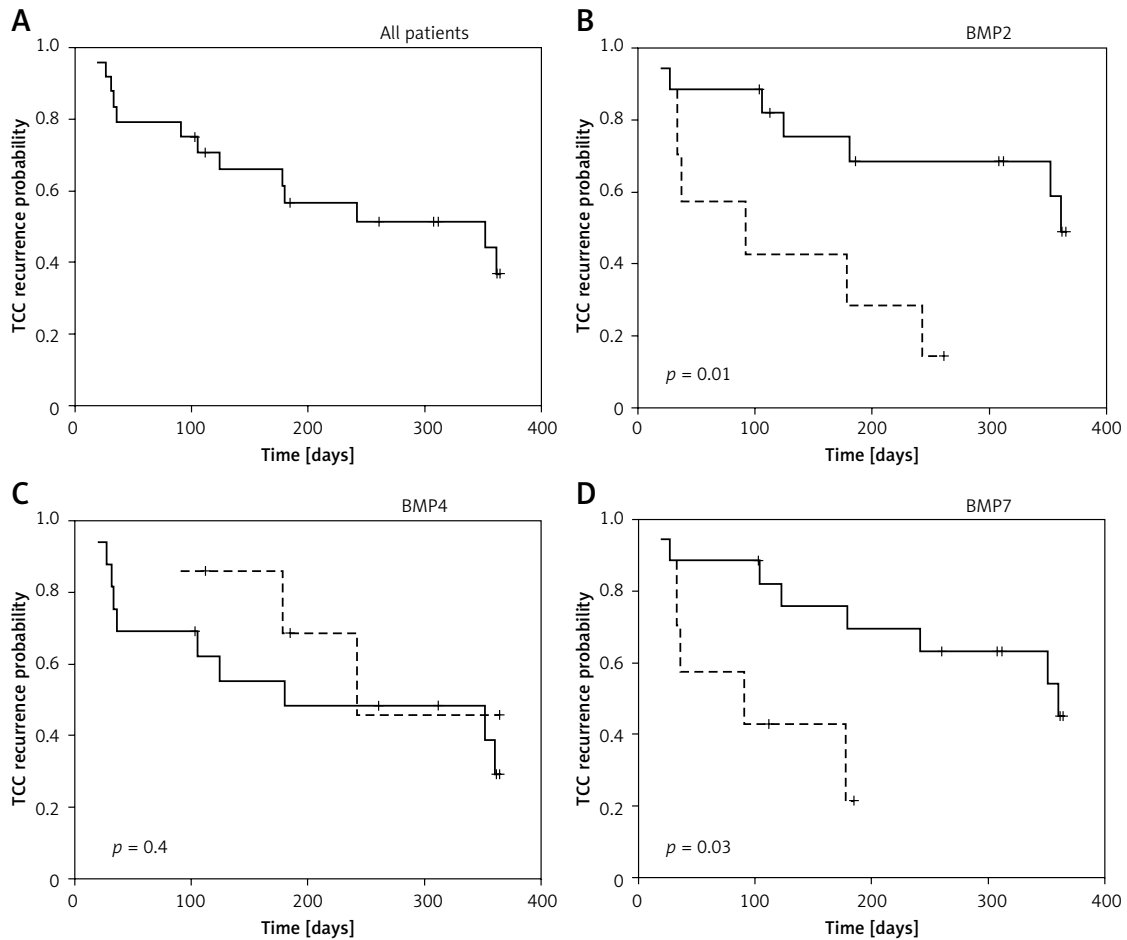 A
All patients
TCC recurrence probability
1.0
0.8
0.6
0.4
0.2
0
0 100 200 300 400
Time [days]
B
BMP2
TCC recurrence probability
1.0
0.8
0.6
0.4
0.2
0
p = 0.01
0 100 200 300 400
Time [days]
C
BMP4
TCC recurrence probability
1.0
0.8
0.6
0.4
0.2
0
p = 0.4
0 100 200 300 400
Time [days]
D
BMP7
TCC recurrence probability
1.0
0.8
0.6
0.4
0.2
0
p = 0.03
0 100 200 300 400
Time [days]